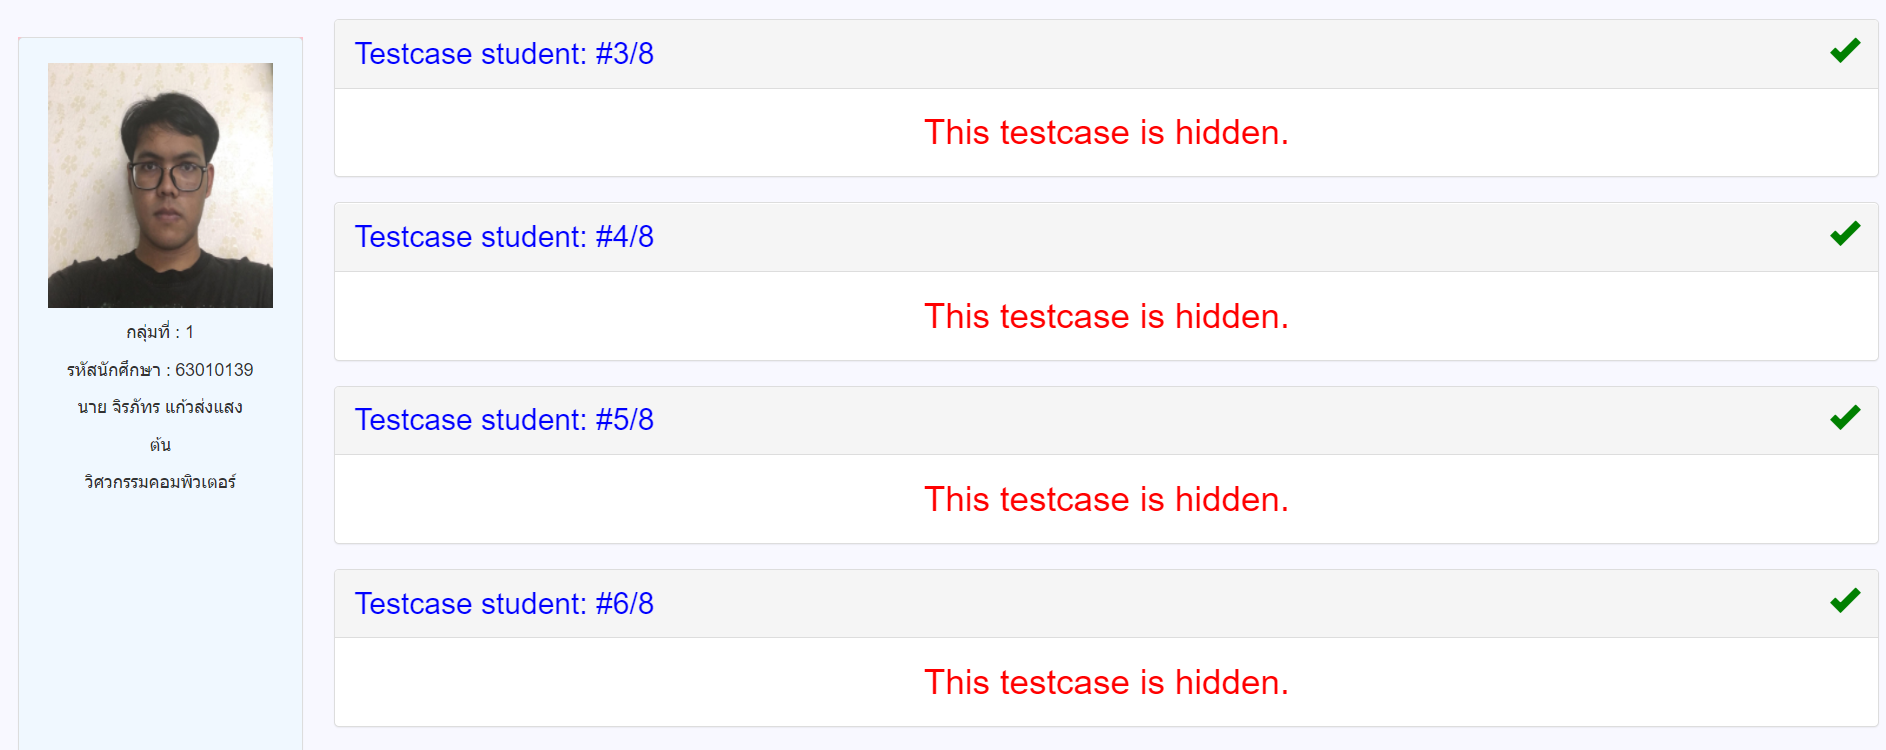 กลุ่มที่ : 1
รหัสนักศึกษา : 63010139
นาย จิรภัทร แก้วส่งแสง
ต้น
วิศวกรรมคอมพิวเตอร์
Testcase student: #3/8
This testcase is hidden.
Testcase student: #4/8
This testcase is hidden.
Testcase student: #5/8
This testcase is hidden.
Testcase student: #6/8
This testcase is hidden.